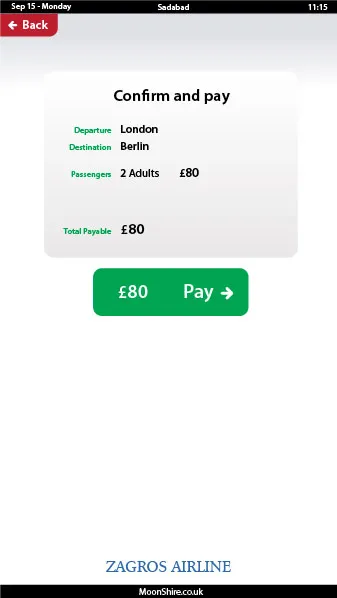 Sep 15 - Monday Sadabad 11:15
Back
Confirm and pay
Departure London
Destination Berlin
Passengers 2 Adults £80
Total Payable £80
£80 Pay
ZAGROS AIRLINE
MoonShire.co.uk